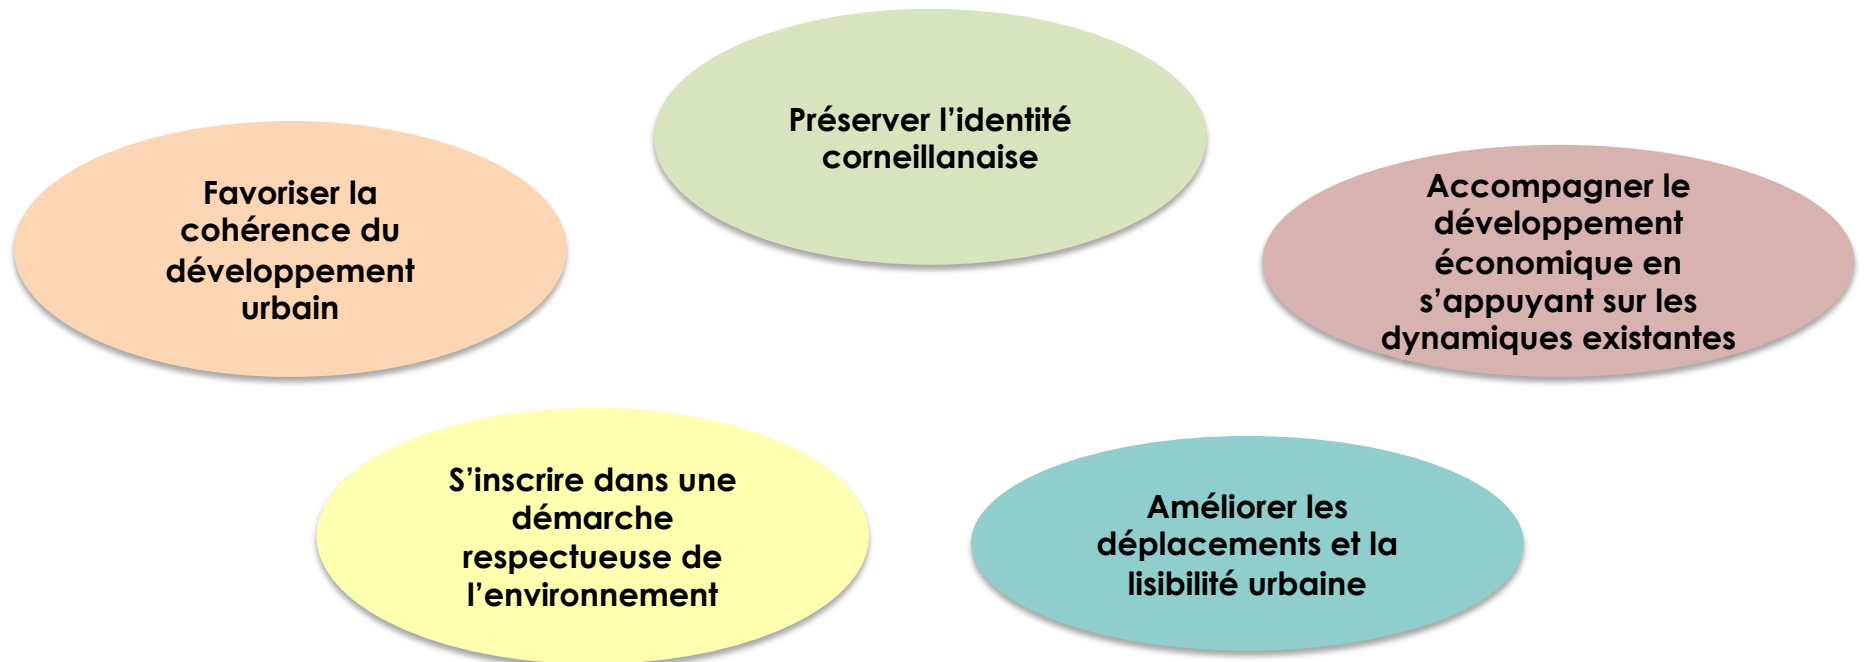 Préserver l’identité
corneillanaise
Favoriser la
cohérence du
développement
urbain
Accompagner le
développement
économique en
s’appuyant sur les
dynamiques existantes
S’inscrire dans une
démarche
respectueuse de
l’environnement
Améliorer les
déplacements et la
lisibilité urbaine